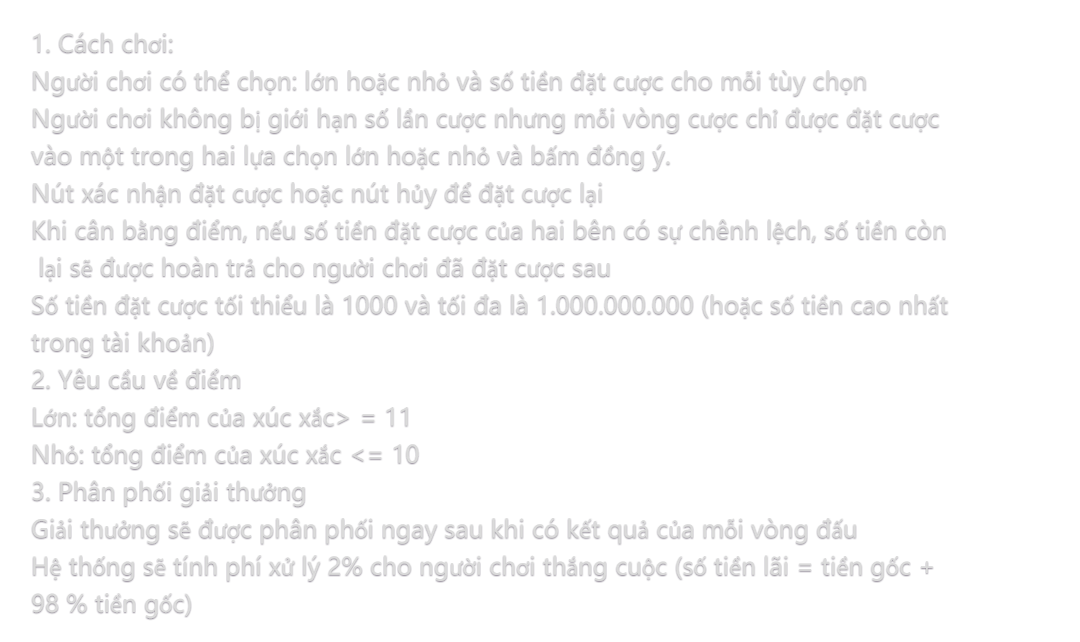 1. Cách chơi:
Người chơi có thể chọn: lớn hoặc nhỏ và số tiền đặt cược cho mỗi tùy chọn
Người chơi không bị giới hạn số lần cược nhưng mỗi vòng cược chỉ được đặt cược
vào một trong hai lựa chọn lớn hoặc nhỏ và bấm đồng ý.
Nút xác nhận đặt cược hoặc nút hủy để đặt cược lại
Khi cân bằng điểm, nếu số tiền đặt cược của hai bên có sự chênh lệch, số tiền còn
lại sẽ được hoàn trả cho người chơi đã đặt cược sau
Số tiền đặt cược tối thiểu là 1000 và tối đa là 1.000.000.000 (hoặc số tiền cao nhất
trong tài khoản)
2. Yêu cầu về điểm
Lớn: tổng điểm của xúc xắc> = 11
Nhỏ: tổng điểm của xúc xắc <= 10
3. Phân phối giải thưởng
Giải thưởng sẽ được phân phối ngay sau khi có kết quả của mỗi vòng đấu
Hệ thống sẽ tính phí xử lý 2% cho người chơi thắng cuộc (số tiền lãi = tiền gốc +
98 % tiền gốc)